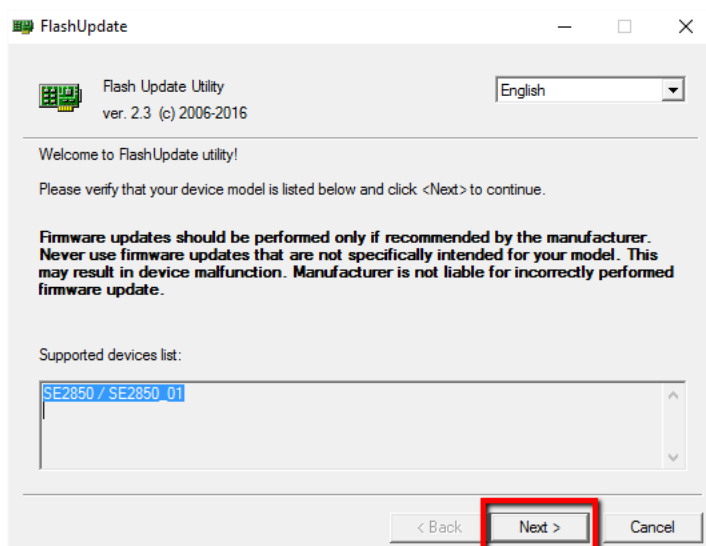 FlashUpdate
Flash Update Utility
English
ver. 2.3 (c) 2006-2016
Welcome to FlashUpdate utility!
Please verify that your device model is listed below and click <Next> to continue.
Firmware updates should be performed only if recommended by the manufacturer.
Never use firmware updates that are not specifically intended for your model. This
may result in device malfunction. Manufacturer is not liable for incorrectly performed
firmware update.
Supported devices list:
SE2850 / SE2850_01
< Back
Next >
Cancel